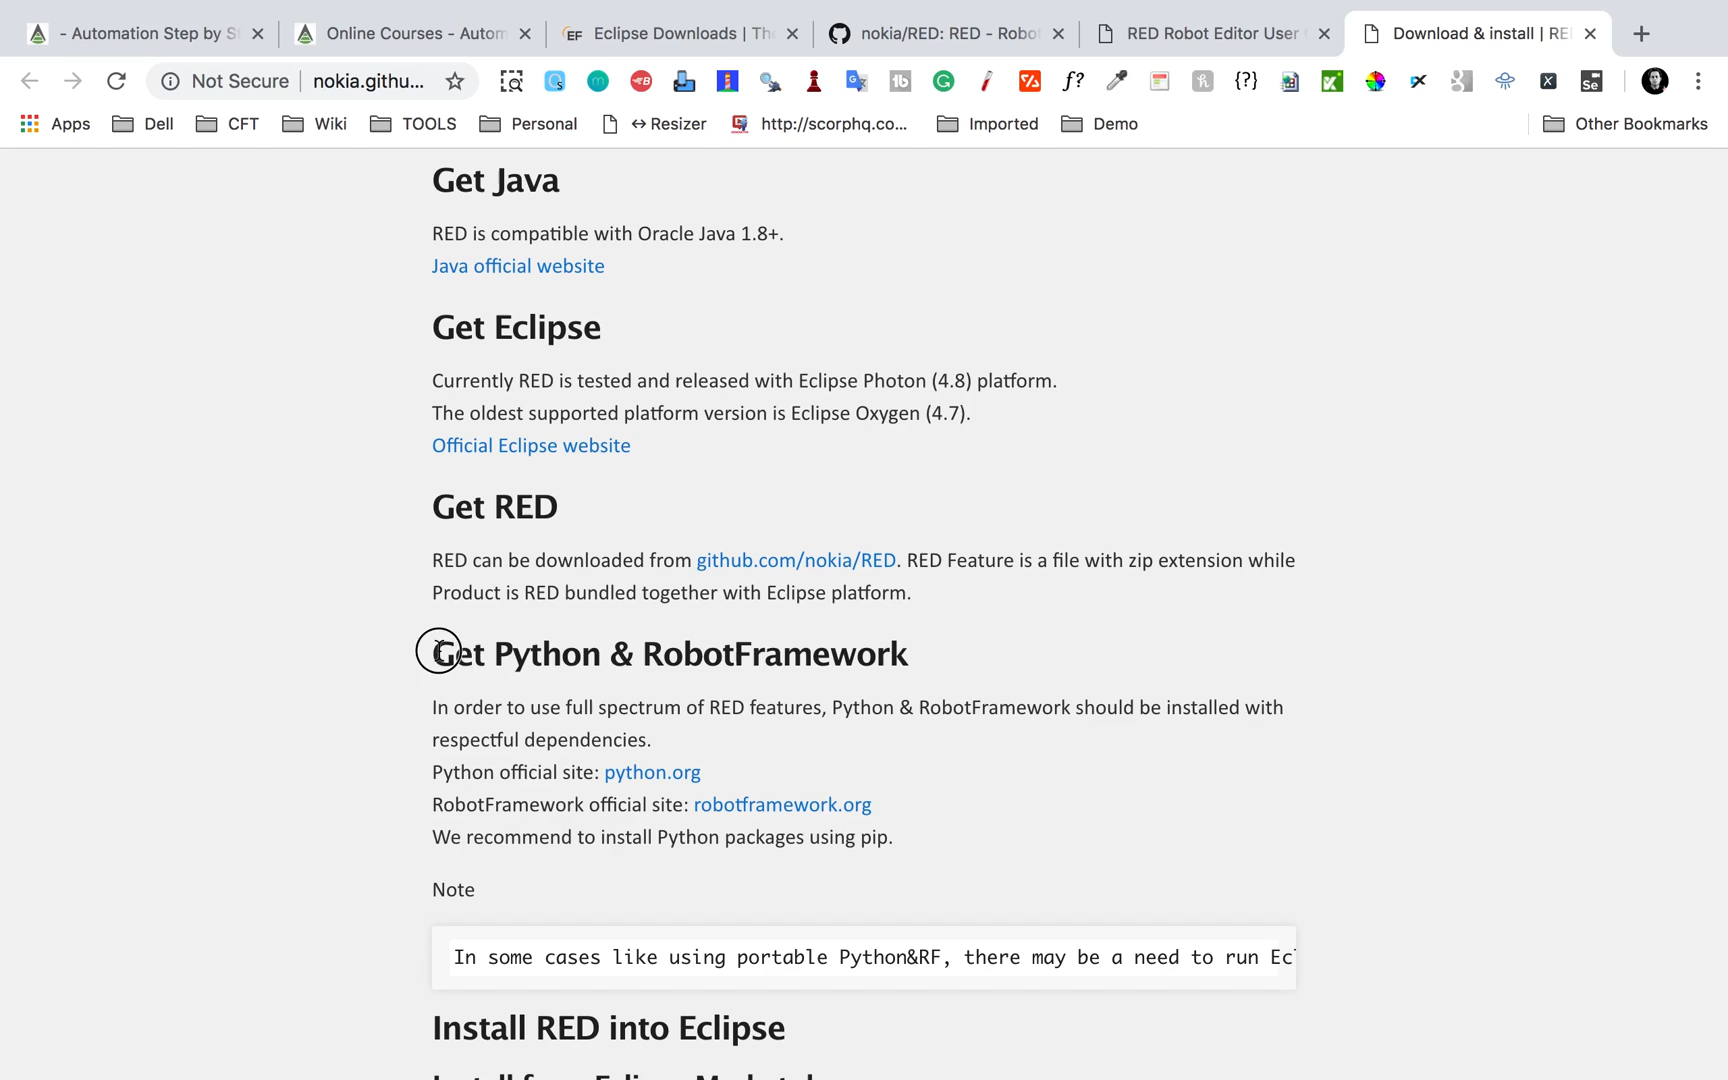 - Automation Step by S
Online Courses - Autom
Eclipse Downloads | The
nokia/RED: RED - Robot
RED Robot Editor User
Download & install | RE
Not Secure
nokia.githu...
Apps
Dell
CFT
Wiki
TOOLS
Personal
↔ Resizer
http://scorphq.co...
Imported
Demo
Other Bookmarks
Get Java
RED is compatible with Oracle Java 1.8+.
Java official website
Get Eclipse
Currently RED is tested and released with Eclipse Photon (4.8) platform.
The oldest supported platform version is Eclipse Oxygen (4.7).
Official Eclipse website
Get RED
RED can be downloaded from github.com/nokia/RED. RED Feature is a file with zip extension while
Product is RED bundled together with Eclipse platform.
Get Python & RobotFramework
In order to use full spectrum of RED features, Python & RobotFramework should be installed with
respectful dependencies.
Python official site: python.org
RobotFramework official site: robotframework.org
We recommend to install Python packages using pip.
Note
In some cases like using portable Python&RF, there may be a need to run Ecl
Install RED into Eclipse